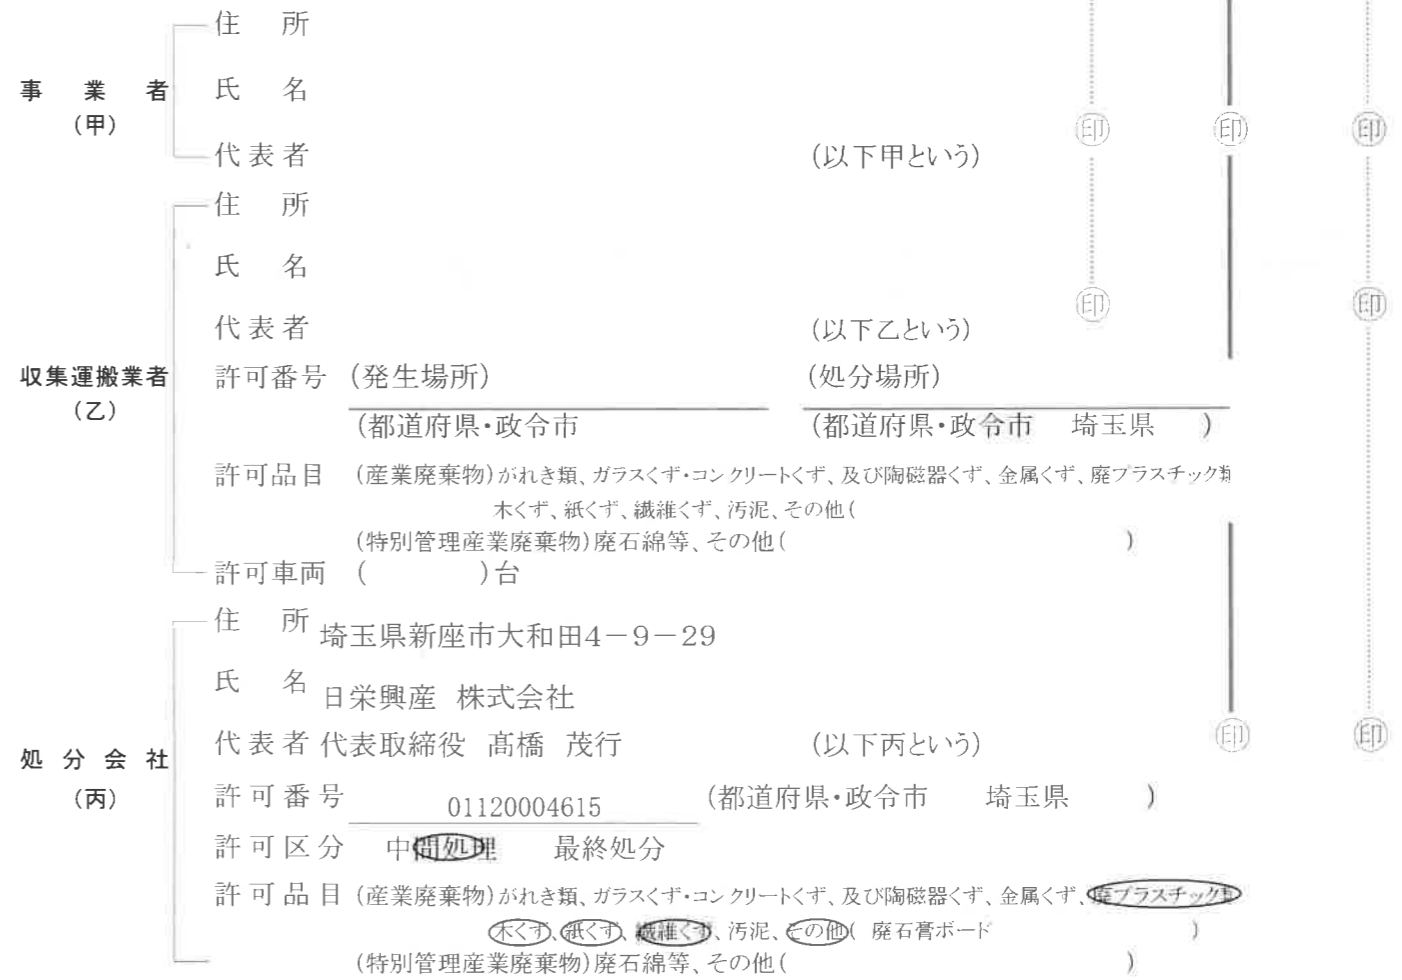 住 所
事 業 者 氏 名
(甲) 印 印 印
代表者 (以下甲という)
住 所
氏 名
印 印
代表者 (以下乙という)
収集運搬業者 許可番号 (発生場所) (処分場所)
(乙)
(都道府県・政令市 (都道府県・政令市 埼玉県 )
許可品目 (産業廃棄物)がれき類、ガラスくず・コンクリートくず、及び陶磁器くず、金属くず、廃プラスチック類
木くず、紙くず、繊維くず、汚泥、その他(
(特別管理産業廃棄物)廃石綿等、その他( )
許可車両 ( )台
住 所 埼玉県新座市大和田4-9-29
氏 名 日栄興産 株式会社
代表者 代表取締役 髙橋 茂行 (以下丙という) 印 印
処分会社
(丙)
許可番号 01120004615 (都道府県・政令市 埼玉県 )
許可区分 中間処理 最終処分
許可品目 (産業廃棄物)がれき類、ガラスくず・コンクリートくず、及び陶磁器くず、金属くず、廃プラスチック類
木くず、紙くず、繊維くず、汚泥、その他( 廃石膏ボード )
(特別管理産業廃棄物)廃石綿等、その他( )